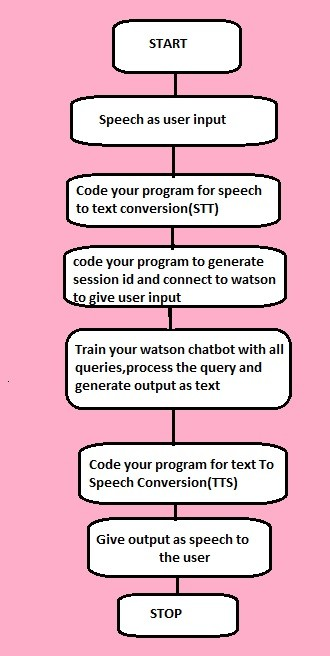 START
Speech as user input
Code your program for speech
to text conversion(STT)
code your program to generate
session id and connect to watson
to give user input
Train your watson chatbot with all
queries,process the query and
generate output as text
Code your program for text To
Speech Conversion(TTS)
Give output as speech to
the user
STOP